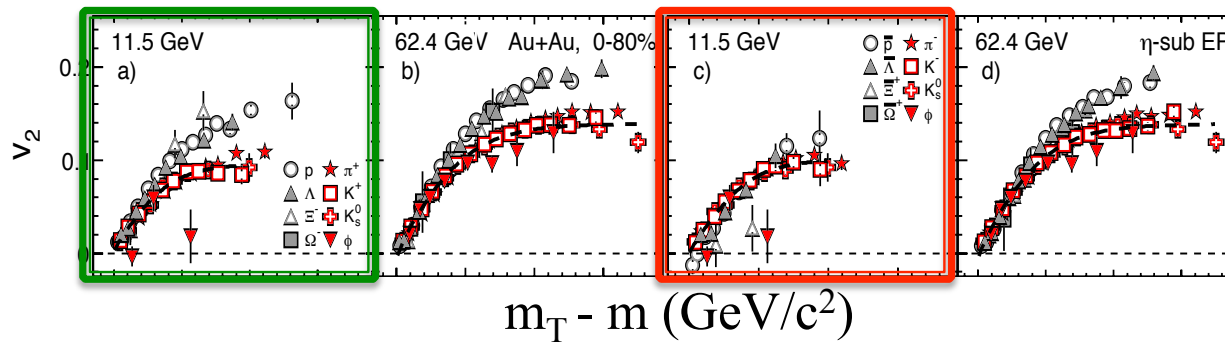 v₂
0.2
0.1
0
11.5 GeV
a)
p π⁺
Λ K⁺
Ξ⁻ K⁰ₛ
Ω⁻ ϕ
62.4 GeV Au+Au, 0-80%
b)
11.5 GeV
c)
p̅ π⁻
Λ̅ K⁻
Ξ̅⁺ K⁰ₛ
Ω̅⁺ ϕ
62.4 GeV η-sub EP
d)
m_T - m (GeV/c²)